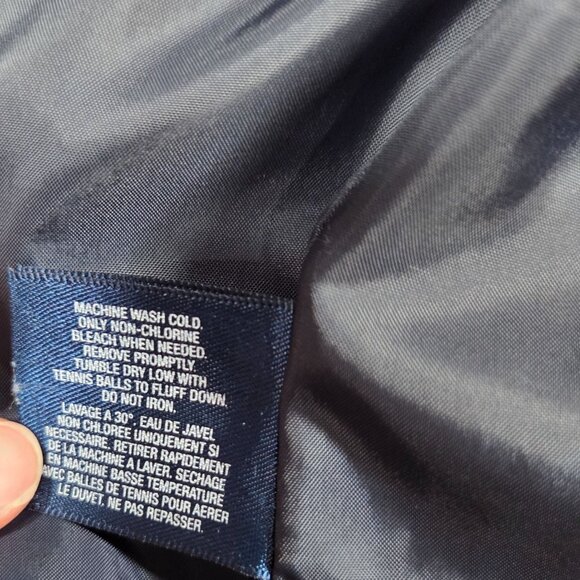 MACHINE WASH COLD.
ONLY NON-CHLORINE
BLEACH WHEN NEEDED.
REMOVE PROMPTLY.
TUMBLE DRY LOW WITH
TENNIS BALLS TO FLUFF DOWN.
DO NOT IRON.
LAVAGE A 30°. EAU DE JAVEL
NON CHLOREE UNIQUEMENT SI
NECESSAIRE. RETIRER RAPIDEMENT
DE LA MACHINE A LAVER. SECHAGE
EN MACHINE BASSE TEMPERATURE
AVEC BALLES DE TENNIS POUR AERER
LE DUVET. NE PAS REPASSER.